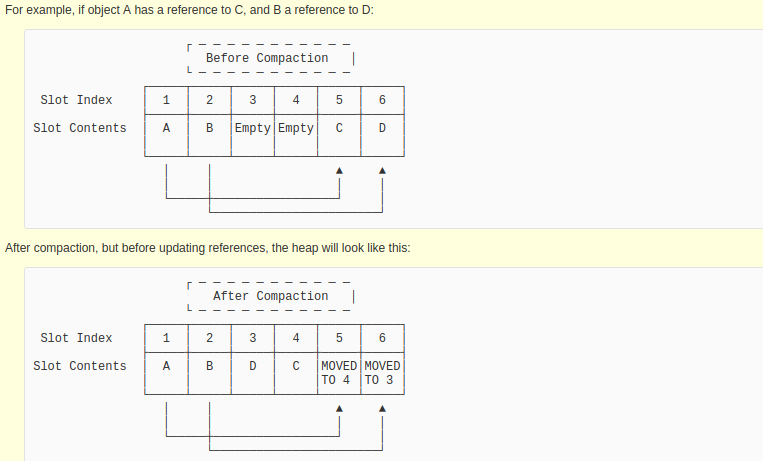 For example, if object A has a reference to C, and B a reference to D:
Before Compaction
Slot Index 1 2 3 4 5 6
Slot Contents A B Empty Empty C D
After compaction, but before updating references, the heap will look like this:
After Compaction
Slot Index 1 2 3 4 5 6
Slot Contents A B D C MOVED MOVED
TO 4 TO 3